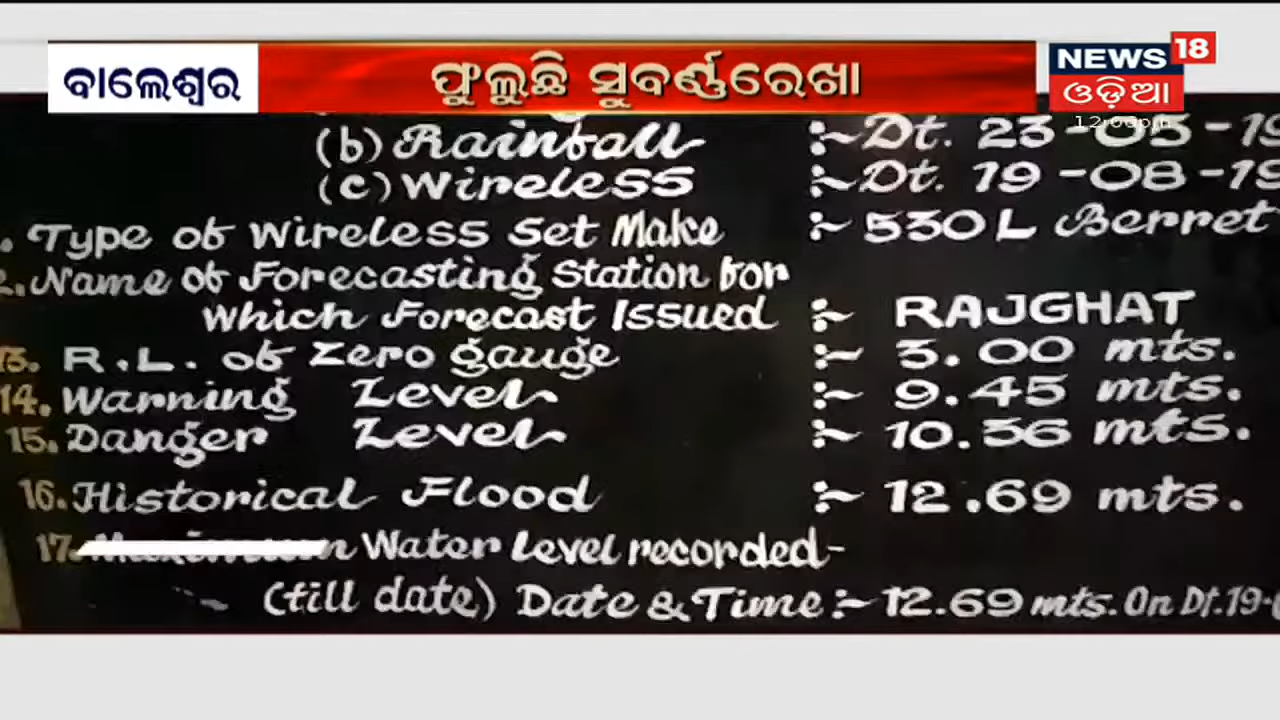 ବାଲେଶ୍ୱର
ଫୁଲୁଛି ସୁବର୍ଣ୍ଣରେଖା
NEWS 18
ଓଡ଼ିଆ
(b) Rainfall :~ Dt. 23-05-19
(c) Wireless :~ Dt. 19-08-19
Type of Wireless Set Make :~ 530L Berret
2. Name of Forecasting Station for
Which Forecast Issued :~ RAJGHAT
13. R.L. of Zero gauge :~ 3.00 mts.
14. Warning Level :~ 9.45 mts.
15. Danger Level :~ 10.36 mts.
16. Historical Flood :~ 12.69 mts.
17. Water Level recorded-
(till date) Date & Time :~ 12.69 mts. On Dt. 19-